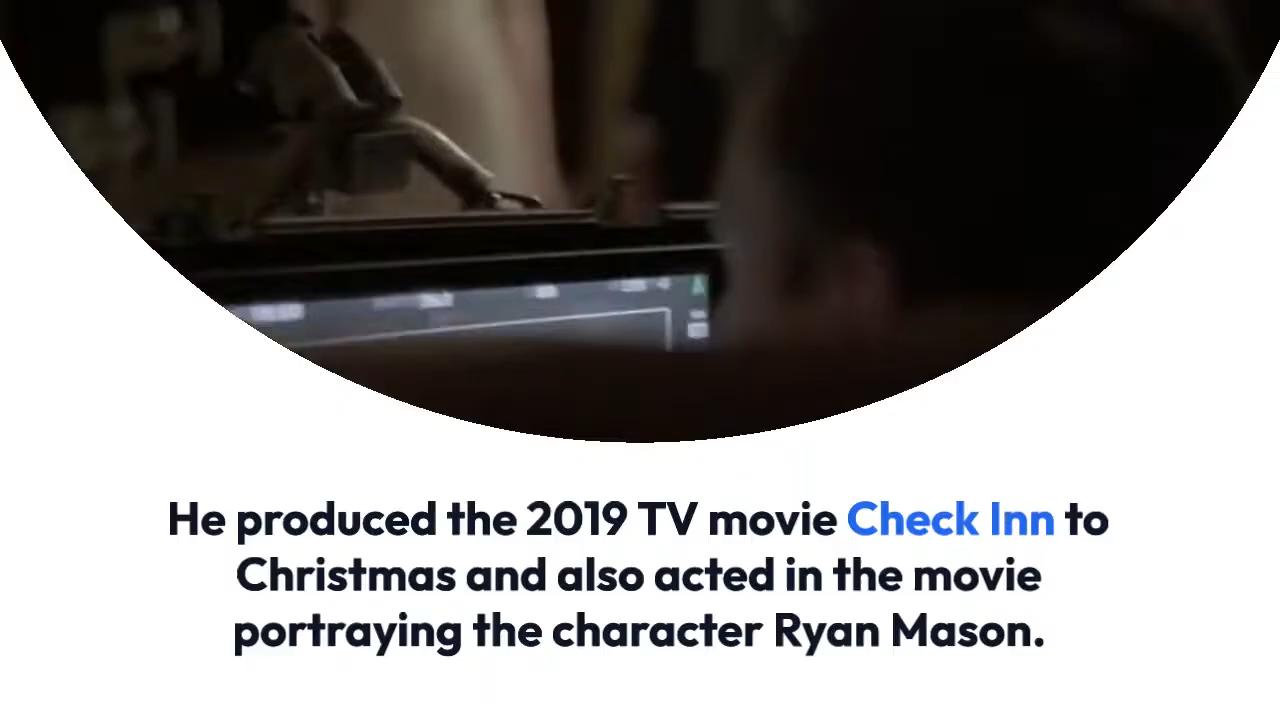 He produced the 2019 TV movie Check Inn to
Christmas and also acted in the movie
portraying the character Ryan Mason.